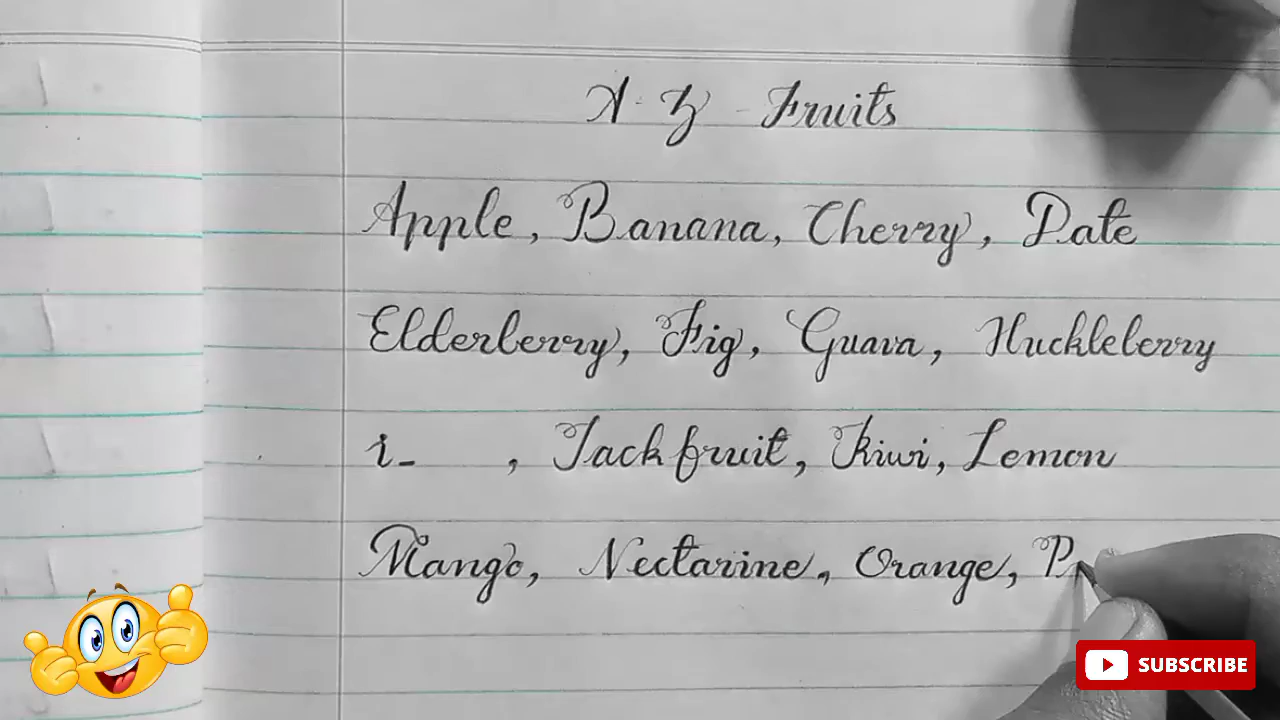 A-Z - Fruits
Apple, Banana, Cherry, Date
Elderberry, Fig, Guava, Huckleberry
i- , Jackfruit, Kiwi, Lemon
Mango, Nectarine, Orange, P
SUBSCRIBE